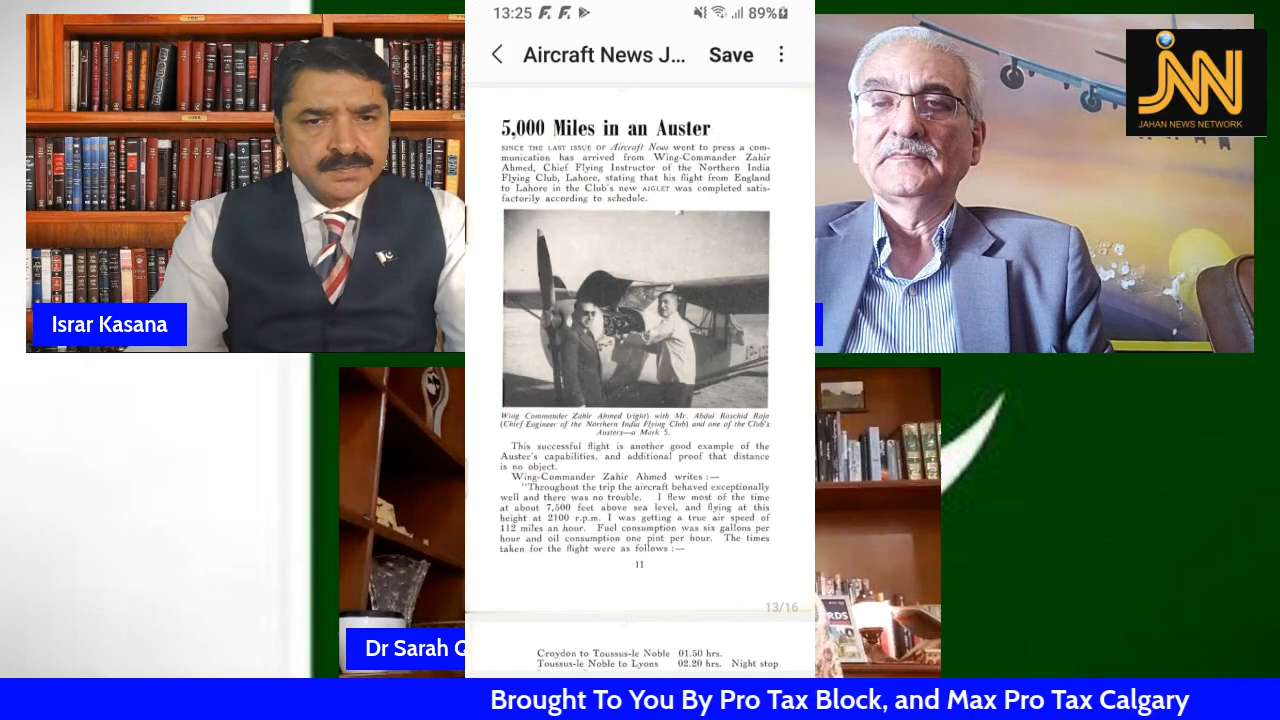 13:25
89%
Aircraft News J...
Save
JNN
JAHAN NEWS NETWORK
5,000 Miles in an Auster
SINCE THE LAST ISSUE OF Aircraft News went to press a com-
munication has arrived from Wing-Commander Zahir
Ahmed, Chief Flying Instructor of the Northern India
Flying Club, Lahore, stating that his flight from England
to Lahore in the Club's new AIGLET was completed satis-
factorily according to schedule.
Wing Commander Zahir Ahmed (right) with Mr. Abdul Raschid Raja
(Chief Engineer of the Northern India Flying Club) and one of the Club's
Austers—a Mark 5.
This successful flight is another good example of the
Auster's capabilities, and additional proof that distance
is no object.
Wing-Commander Zahir Ahmed writes :—
"Throughout the trip the aircraft behaved exceptionally
well and there was no trouble. I flew most of the time
at about 7,500 feet above sea level, and flying at this
height at 2100 r.p.m. I was getting a true air speed of
112 miles an hour. Fuel consumption was six gallons per
hour and oil consumption one pint per hour. The times
taken for the flight were as follows :—
11
13/16
Croydon to Toussus-le Noble 01.50 hrs.
Toussus-le Noble to Lyons 02.20 hrs. Night stop
Israr Kasana
Dr Sarah
RDS
Brought To You By Pro Tax Block, and Max Pro Tax Calgary